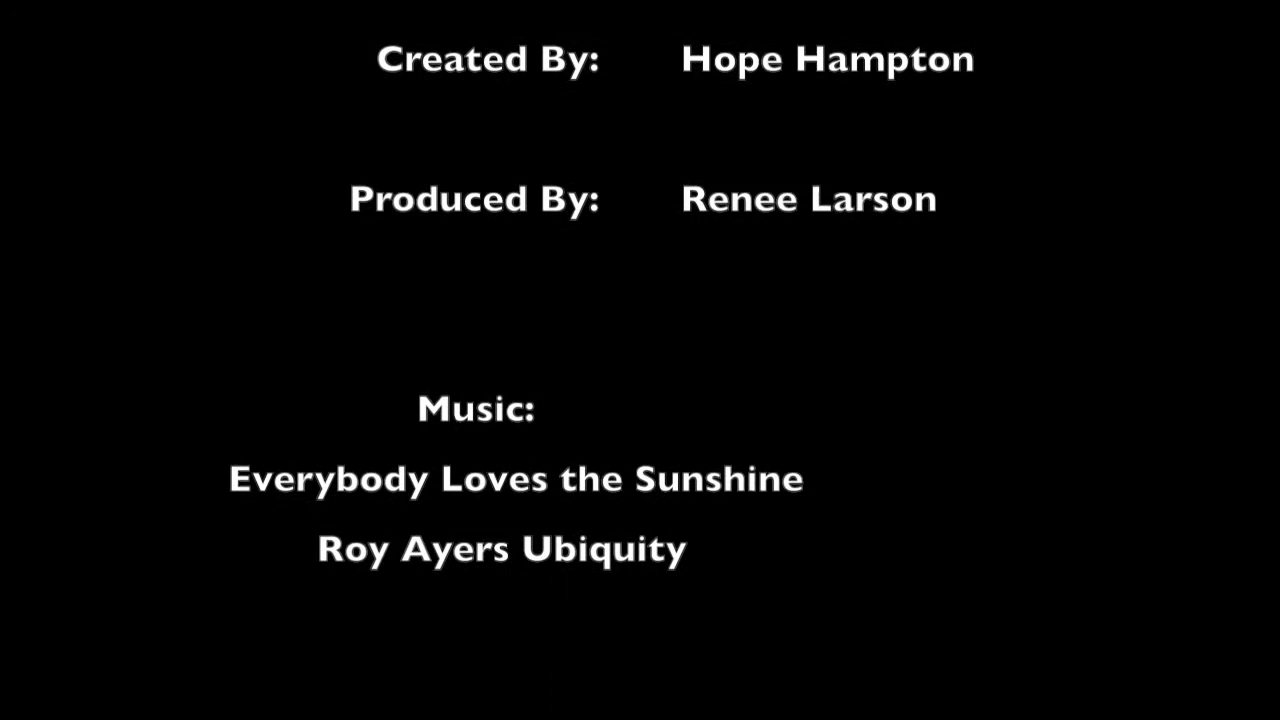 Created By: Hope Hampton
Produced By: Renee Larson
Music:
Everybody Loves the Sunshine
Roy Ayers Ubiquity